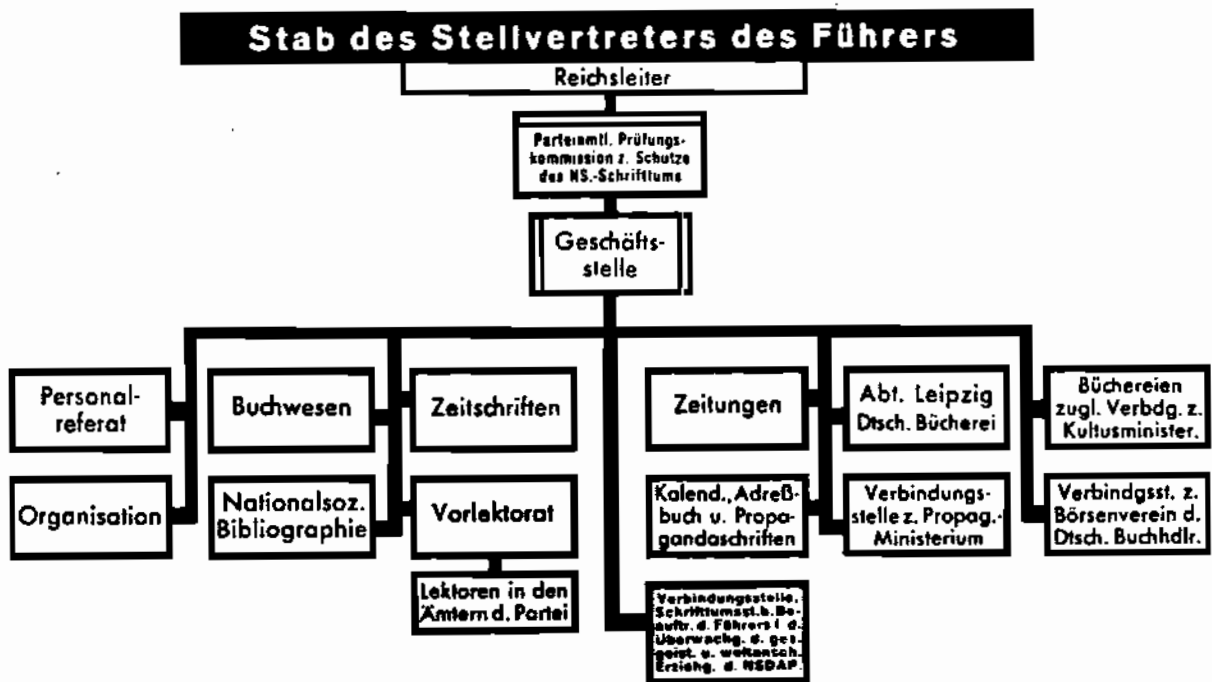 Stab des Stellvertreters des Führers
Reichsleiter
Parteiamtl. Prüfungs-
kommission z. Schutze
des NS.-Schrifttums
Geschäfts-
stelle
Personal-
referat
Buchwesen
Zeitschriften
Zeitungen
Abt. Leipzig
Dtsch. Bücherei
Büchereien
zugl. Verbdg. z.
Kultusminister.
Organisation
Nationalsoz.
Bibliographie
Vorlektorat
Kalend., Adreß-
buch u. Propa-
gandaschriften
Verbindungs-
stelle z. Propag.-
Ministerium
Verbindgsst. z.
Börsenverein d.
Dtsch. Buchhdlr.
Lektoren in den
Ämtern d. Partei
Verbindungsstelle.
Schrifttumsst. b. Be-
auftr. d. Führers f. d.
Überwachg. d. ges.
geist. u. weltansch.
Erziehg. d. NSDAP.